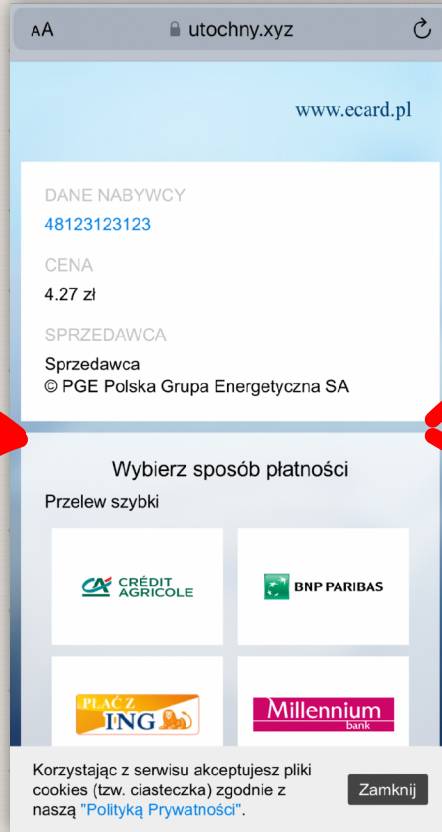 AA utochny.xyz
www.ecard.pl
DANE NABYWCY
48123123123
CENA
4.27 zł
SPRZEDAWCA
Sprzedawca
© PGE Polska Grupa Energetyczna SA
Wybierz sposób płatności
Przelew szybki
CA CRÉDIT AGRICOLE
BNP PARIBAS
PŁAĆ Z
ING
Millennium
bank
Korzystając z serwisu akceptujesz pliki
cookies (tzw. ciasteczka) zgodnie z
naszą "Polityką Prywatności".
Zamknij